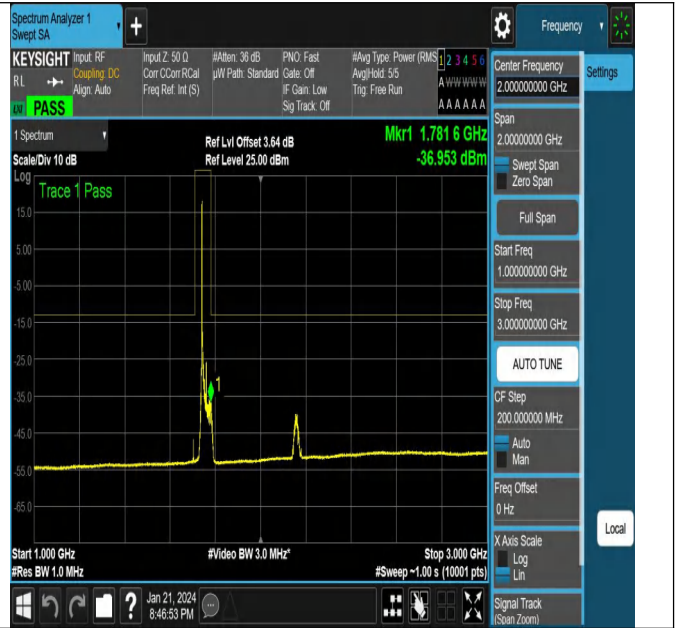 Spectrum Analyzer 1
Swept SA
+
Frequency
KEYSIGHT
RL
LXI
PASS
Input: RF
Coupling: DC
Align: Auto
Input Z: 50 Ω
Corr CCorr RCal
Freq Ref: Int (S)
#Atten: 36 dB
µW Path: Standard
PNO: Fast
Gate: Off
IF Gain: Low
Sig Track: Off
#Avg Type: Power (RMS
Avg|Hold: 5/5
Trig: Free Run
1 2 3 4 5 6
A W W W W W
A A A A A A
1 Spectrum
Scale/Div 10 dB
Ref Lvl Offset 3.64 dB
Ref Level 25.00 dBm
Mkr1 1.781 6 GHz
-36.953 dBm
Log
Trace 1 Pass
15.0
5.00
-5.00
-15.0
-25.0
-35.0
-45.0
-55.0
-65.0
1
Start 1.000 GHz
#Res BW 1.0 MHz
#Video BW 3.0 MHz*
Stop 3.000 GHz
#Sweep ~1.00 s (10001 pts)
Center Frequency
2.000000000 GHz
Settings
Span
2.00000000 GHz
Swept Span
Zero Span
Full Span
Start Freq
1.000000000 GHz
Stop Freq
3.000000000 GHz
AUTO TUNE
CF Step
200.000000 MHz
Auto
Man
Freq Offset
0 Hz
X Axis Scale
Log
Lin
Signal Track
(Span Zoom)
Local
?
Jan 21, 2024
8:46:53 PM